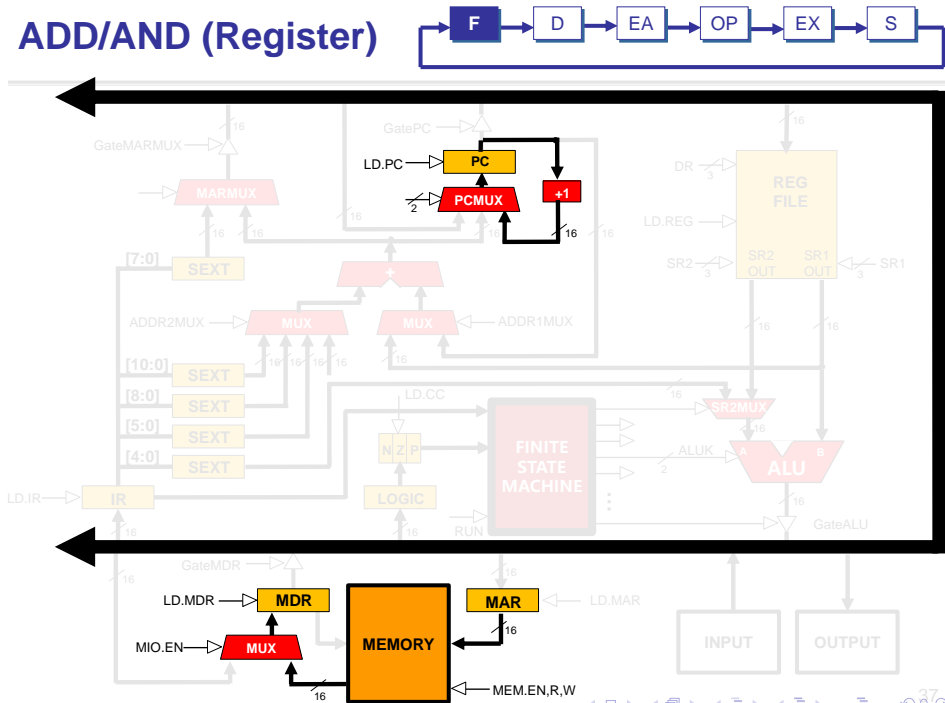 ADD/AND (Register)
F D EA OP EX S
16 16 16
GatePC
GateMARMUX
LD.PC PC
DR 3
REG FILE
MARMUX
2 PCMUX +1
LD.REG
16 16 16 16 16 16
[7:0] SEXT
SR2 3 SR2 OUT SR1 OUT 3 SR1
+
ADDR2MUX MUX MUX ADDR1MUX
16 16
[10:0] SEXT 16 16 16 16 16
LD.CC 16
[8:0] SEXT
SR2MUX
[5:0] SEXT
16
N Z P FINITE STATE MACHINE ALUK 2 A B ALU
[4:0] SEXT
LD.IR IR LOGIC
16 16 RUN 16 GateALU
GateMDR
16 16
LD.MDR MDR MEMORY MAR LD.MAR
16
MIO.EN MUX INPUT OUTPUT
16 MEM.EN,R,W
37